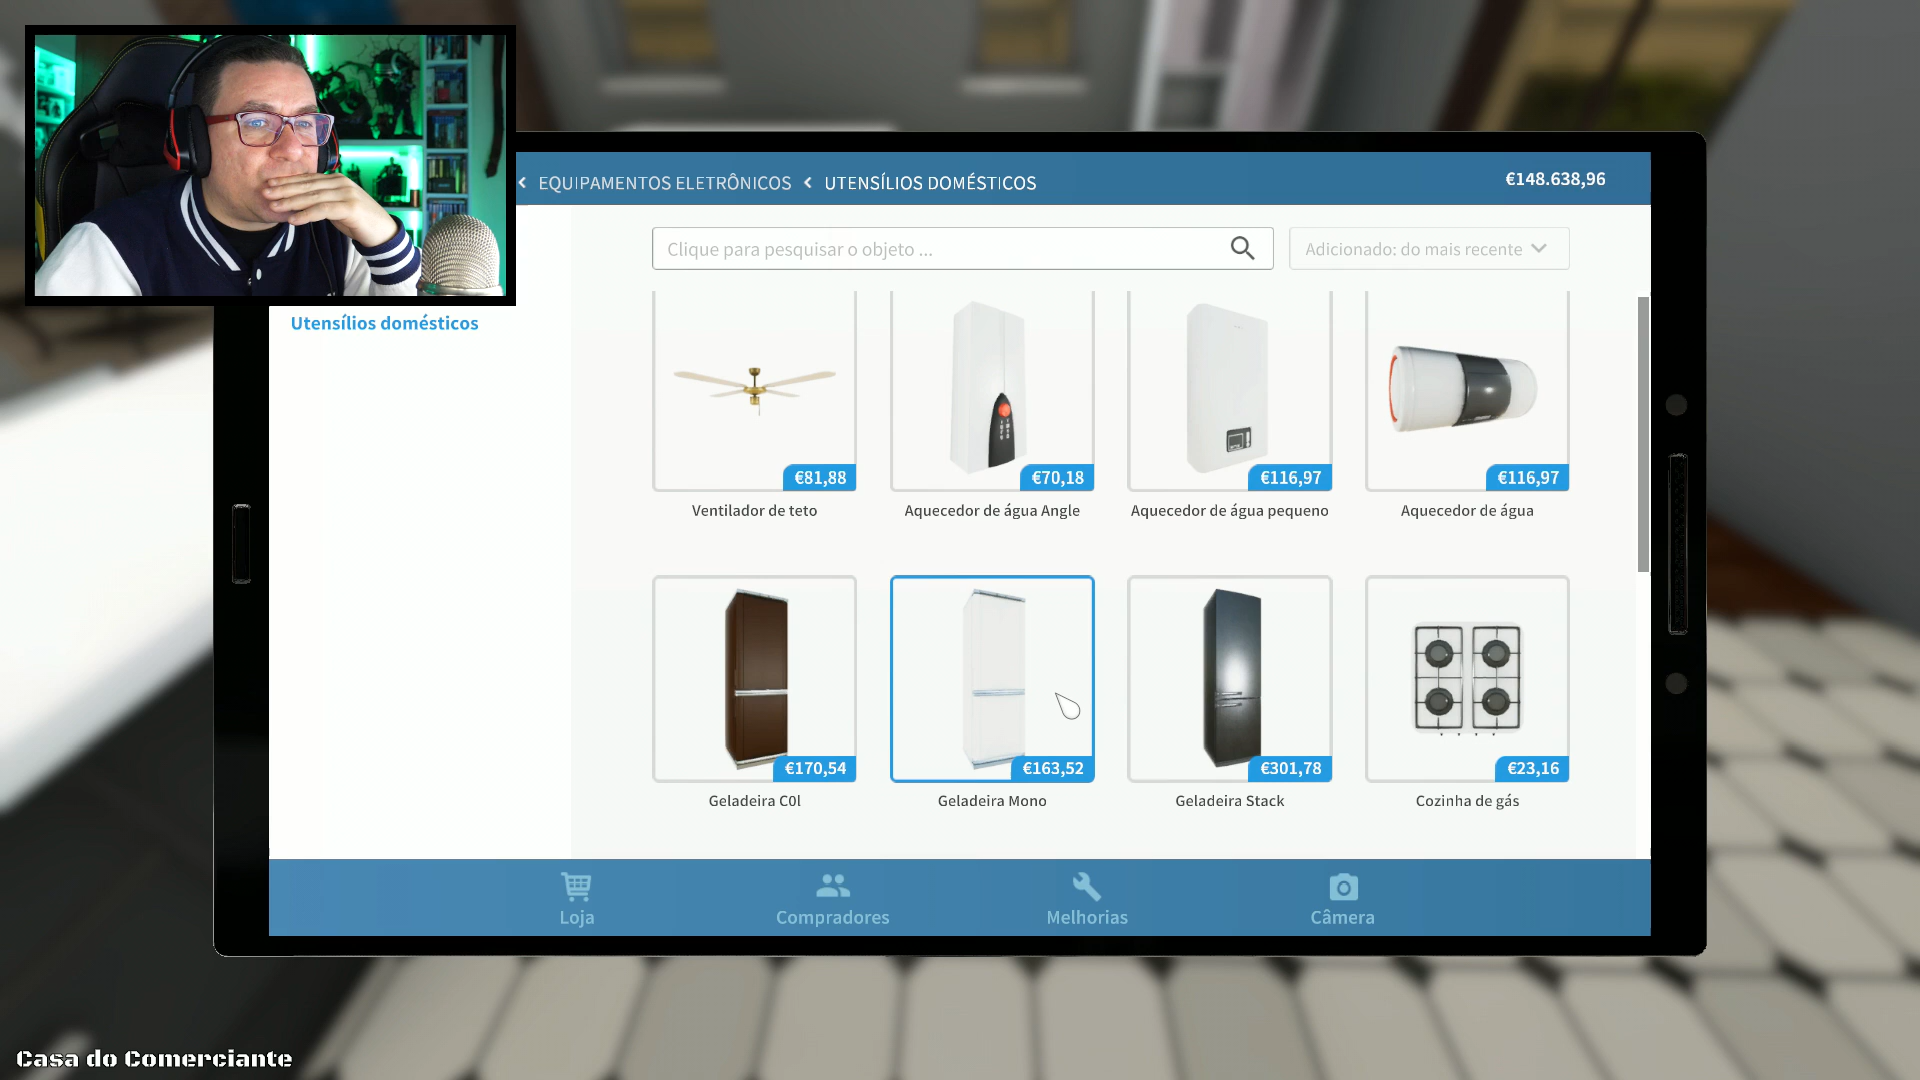 EQUIPAMENTOS ELETRÔNICOS
UTENSÍLIOS DOMÉSTICOS
€148.638,96
Clique para pesquisar o objeto ...
Adicionado: do mais recente
Utensílios domésticos
€81,88
€70,18
€116,97
€116,97
Ventilador de teto
Aquecedor de água Angle
Aquecedor de água pequeno
Aquecedor de água
€170,54
€163,52
€301,78
€23,16
Geladeira C0l
Geladeira Mono
Geladeira Stack
Cozinha de gás
Loja
Compradores
Melhorias
Câmera
Casa do Comerciante